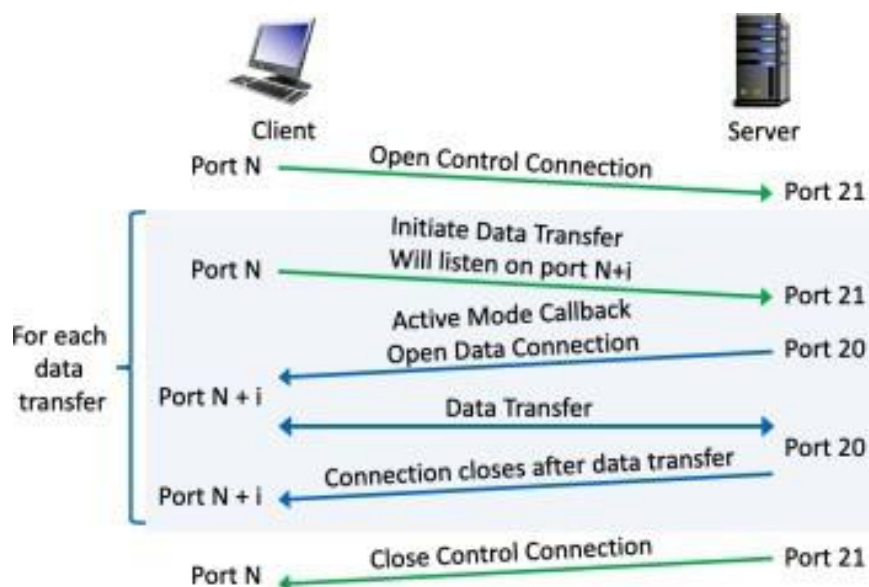 Client
Server
Port N
Open Control Connection
Port 21
For each
data
transfer
Port N
Initiate Data Transfer
Will listen on port N+i
Port 21
Active Mode Callback
Open Data Connection
Port 20
Port N + i
Data Transfer
Port 20
Connection closes after data transfer
Port N + i
Port N
Close Control Connection
Port 21